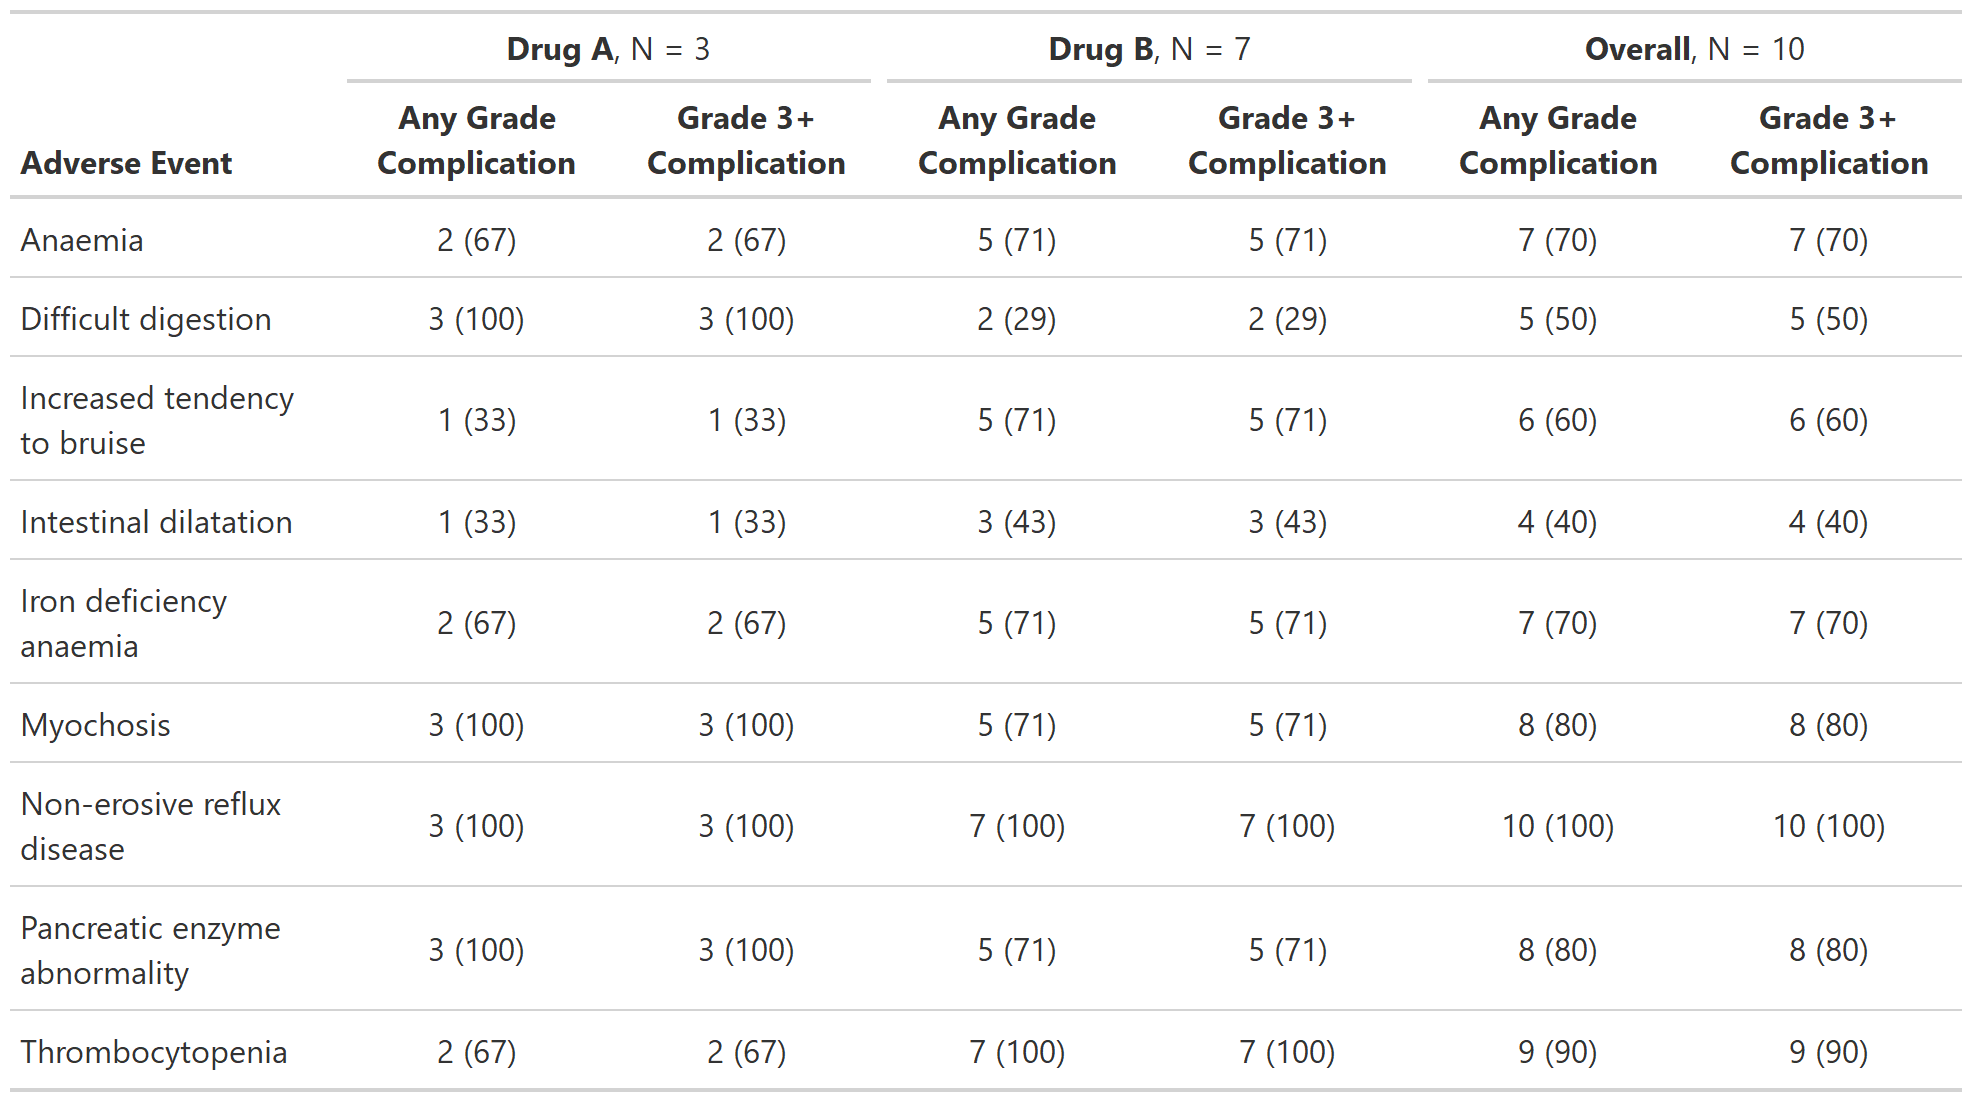 Drug A, N = 3 Drug B, N = 7 Overall, N = 10
Any Grade Grade 3+ Any Grade Grade 3+ Any Grade Grade 3+
Adverse Event Complication Complication Complication Complication Complication Complication
Anaemia 2 (67) 2 (67) 5 (71) 5 (71) 7 (70) 7 (70)
Difficult digestion 3 (100) 3 (100) 2 (29) 2 (29) 5 (50) 5 (50)
Increased tendency
to bruise 1 (33) 1 (33) 5 (71) 5 (71) 6 (60) 6 (60)
Intestinal dilatation 1 (33) 1 (33) 3 (43) 3 (43) 4 (40) 4 (40)
Iron deficiency
anaemia 2 (67) 2 (67) 5 (71) 5 (71) 7 (70) 7 (70)
Myochosis 3 (100) 3 (100) 5 (71) 5 (71) 8 (80) 8 (80)
Non-erosive reflux
disease 3 (100) 3 (100) 7 (100) 7 (100) 10 (100) 10 (100)
Pancreatic enzyme
abnormality 3 (100) 3 (100) 5 (71) 5 (71) 8 (80) 8 (80)
Thrombocytopenia 2 (67) 2 (67) 7 (100) 7 (100) 9 (90) 9 (90)